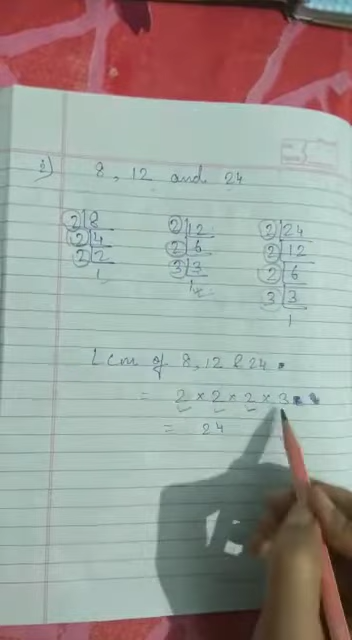 i) 8, 12 and 24
2 8 2 12 2 24
2 4 2 6 2 12
2 2 3 3 2 6
1 1 3 3
1
LCM of 8, 12 & 24
= 2 × 2 × 2 × 3
= 24